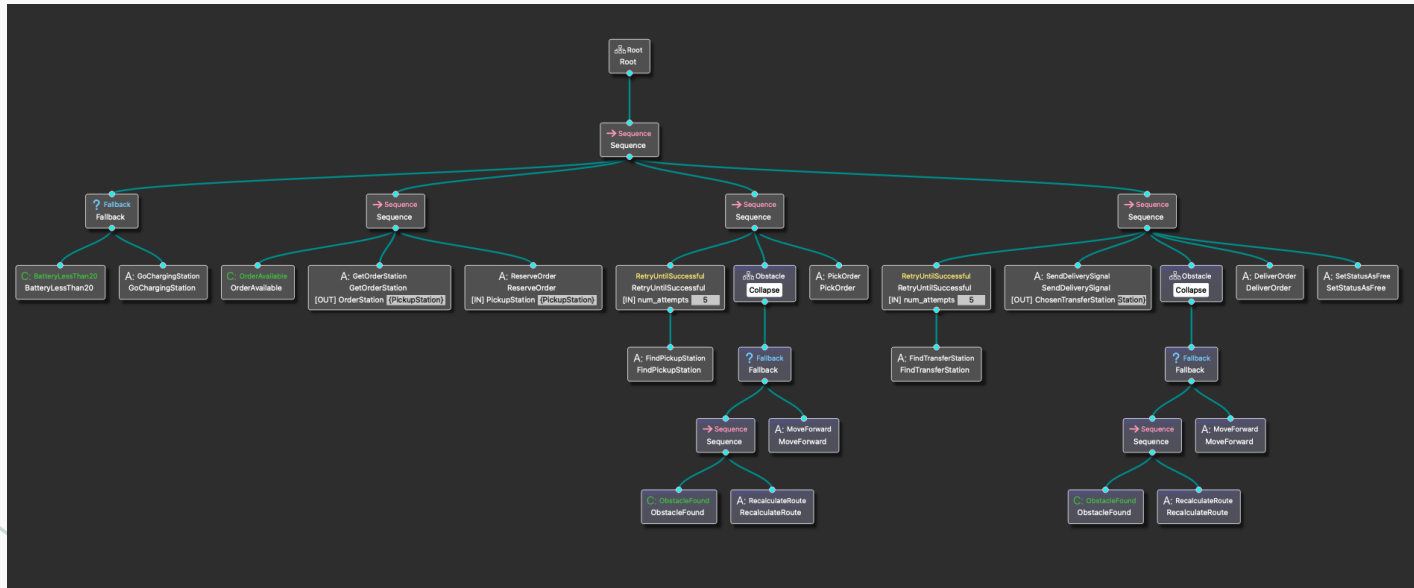 Root
Root
→ Sequence
Sequence
? Fallback
Fallback
→ Sequence
Sequence
→ Sequence
Sequence
→ Sequence
Sequence
C: BatteryLessThan20
BatteryLessThan20
A: GoChargingStation
GoChargingStation
C: OrderAvailable
OrderAvailable
A: GetOrderStation
GetOrderStation
[OUT] OrderStation {PickupStation}
A: ReserveOrder
ReserveOrder
[IN] PickupStation {PickupStation}
RetryUntilSuccessful
RetryUntilSuccessful
[IN] num_attempts 5
Obstacle
Collapse
A: PickOrder
PickOrder
RetryUntilSuccessful
RetryUntilSuccessful
[IN] num_attempts 5
A: SendDeliverySignal
SendDeliverySignal
[OUT] ChosenTransferStation Station}
Obstacle
Collapse
A: DeliverOrder
DeliverOrder
A: SetStatusAsFree
SetStatusAsFree
A: FindPickupStation
FindPickupStation
? Fallback
Fallback
A: FindTransferStation
FindTransferStation
? Fallback
Fallback
→ Sequence
Sequence
A: MoveForward
MoveForward
→ Sequence
Sequence
A: MoveForward
MoveForward
C: ObstacleFound
ObstacleFound
A: RecalculateRoute
RecalculateRoute
C: ObstacleFound
ObstacleFound
A: RecalculateRoute
RecalculateRoute